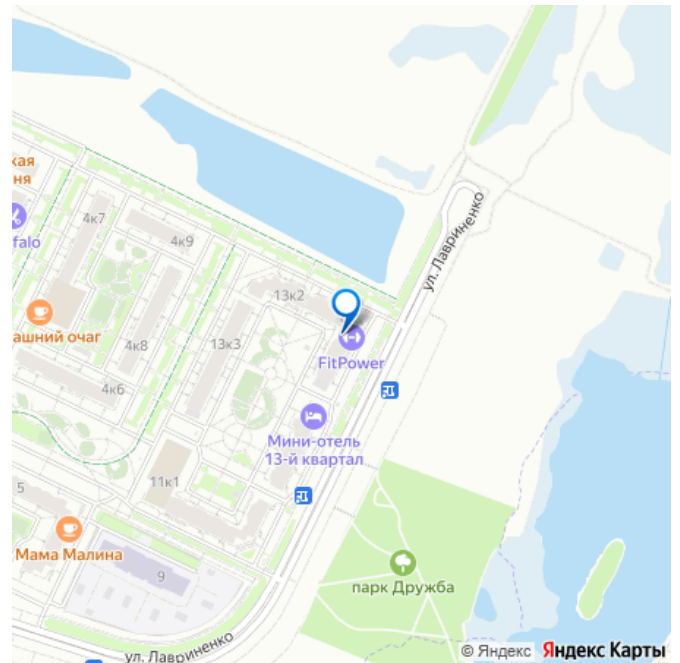 кая
ня
falo
4к7
4к9
ашний очаг
4к8
4к6
13к2
13к3
FitPower
ул. Лавриненко
Мини-отель
13-й квартал
11к1
5
Мама Малина
9
парк Дружба
ул. Лавриненко
© Яндекс Яндекс Карты